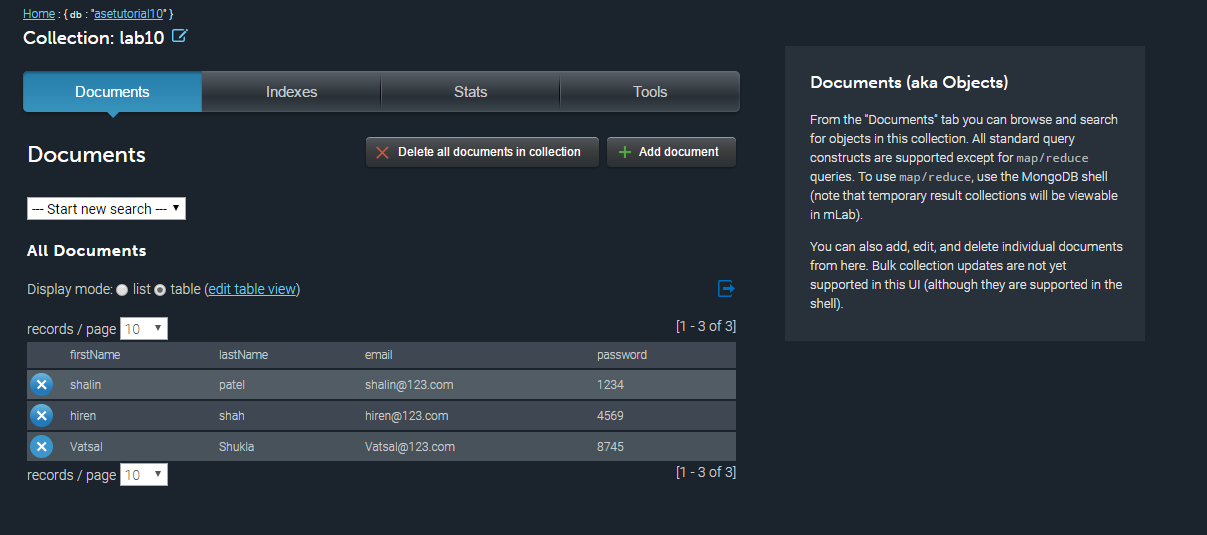 Home : { db : "asetutorial10" }
Collection: lab10
Documents Indexes Stats Tools
Documents
Delete all documents in collection
Add document
--- Start new search ---
All Documents
Display mode: list table (edit table view)
records / page 10
[1 - 3 of 3]
firstName lastName email password
shalin patel shalin@123.com 1234
hiren shah hiren@123.com 4569
Vatsal Shukla Vatsal@123.com 8745
records / page 10
[1 - 3 of 3]
Documents (aka Objects)
From the "Documents" tab you can browse and search
for objects in this collection. All standard query
constructs are supported except for map/reduce
queries. To use map/reduce, use the MongoDB shell
(note that temporary result collections will be viewable
in mLab).
You can also add, edit, and delete individual documents
from here. Bulk collection updates are not yet
supported in this UI (although they are supported in the
shell).